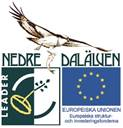 NEDRE DALÄLVEN
LEADER
EUROPEISKA UNIONEN
Europeiska struktur-
och investeringsfonderna